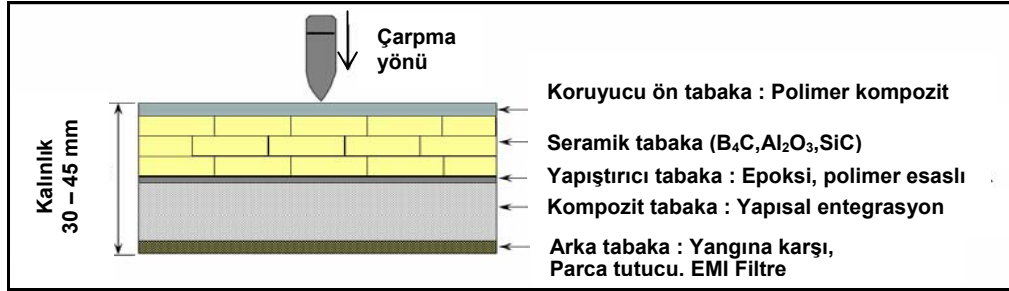 Çarpma
yönü
Koruyucu ön tabaka : Polimer kompozit
Seramik tabaka (B₄C,Al₂O₃,SiC)
Yapıştırıcı tabaka : Epoksi, polimer esaslı
Kompozit tabaka : Yapısal entegrasyon
Arka tabaka : Yangına karşı,
Parca tutucu. EMI Filtre
Kalınlık
30 – 45 mm